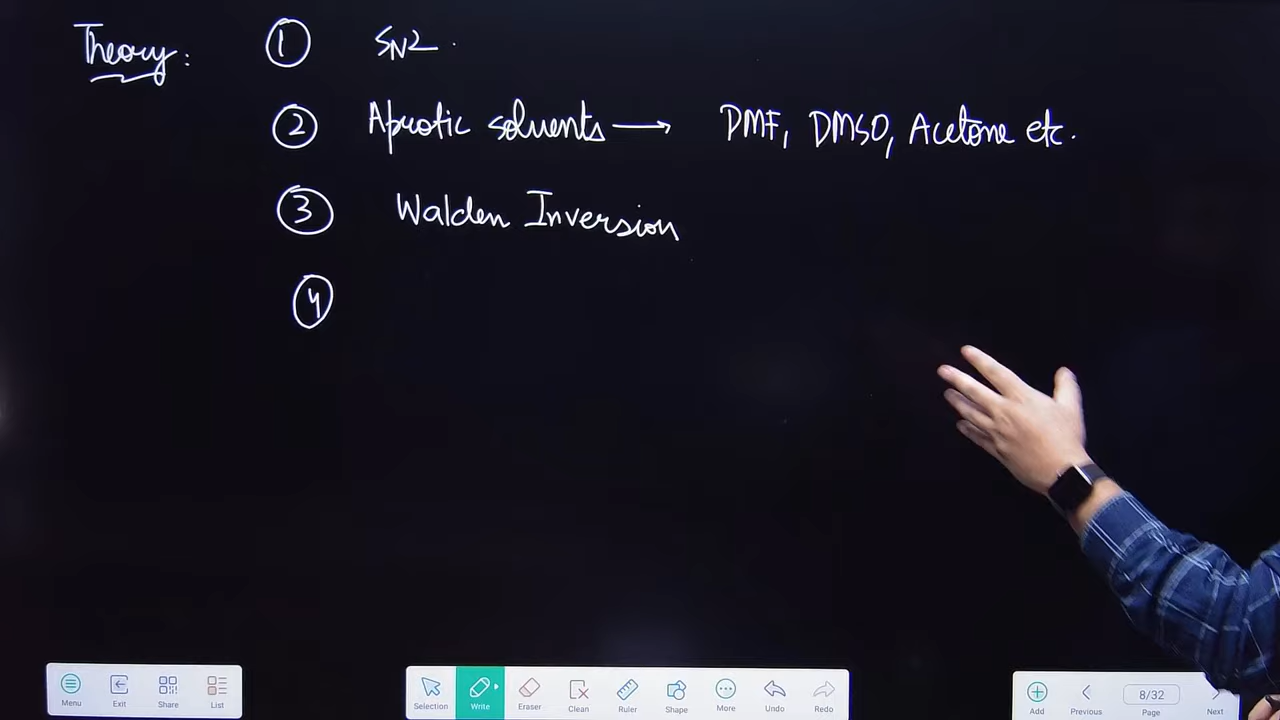 Theory: ① SN2.
② Aprotic solvents → DMF, DMSO, Acetone etc.
③ Walden Inversion
④
Menu Exit Share List Selection Write Eraser Clean Ruler Shape More Undo Redo Add Previous 8/32 Page Next